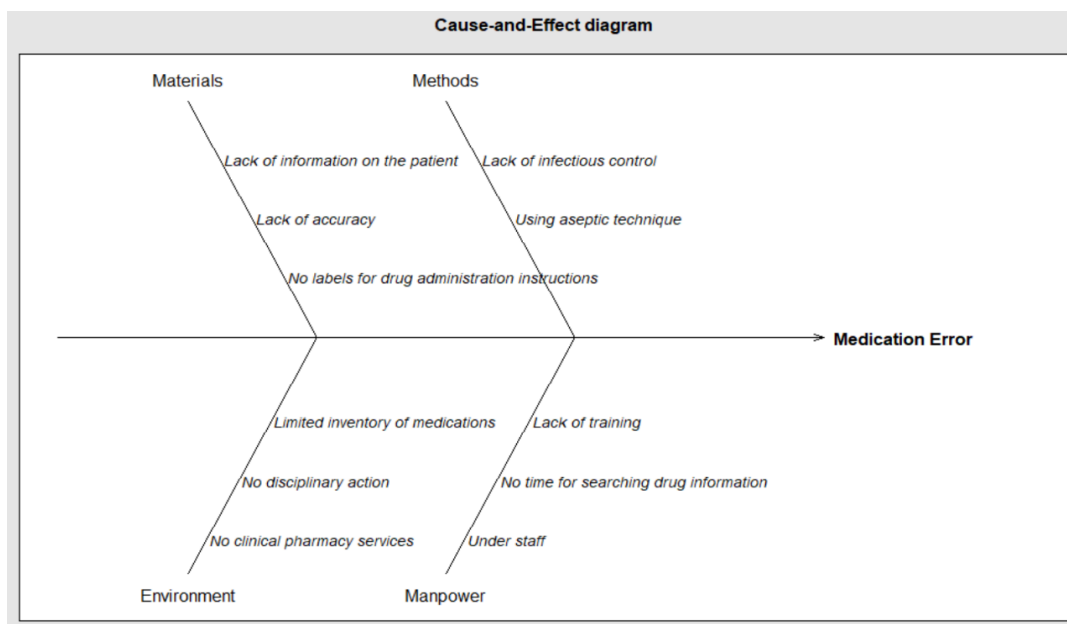 Cause-and-Effect diagram
Materials
Methods
Lack of information on the patient
Lack of infectious control
Lack of accuracy
Using aseptic technique
No labels for drug administration instructions
Medication Error
Limited inventory of medications
Lack of training
No disciplinary action
No time for searching drug information
No clinical pharmacy services
Under staff
Environment
Manpower